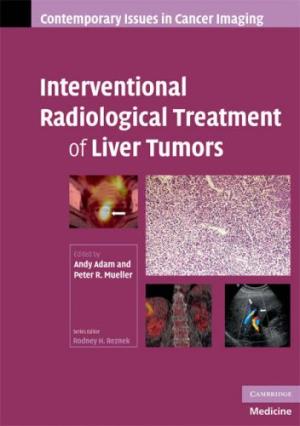 Contemporary Issues in Cancer Imaging
Interventional
Radiological Treatment
of Liver Tumors
Edited by
Andy Adam and
Peter R. Mueller
Series Editor
Rodney H. Reznek
CAMBRIDGE
Medicine